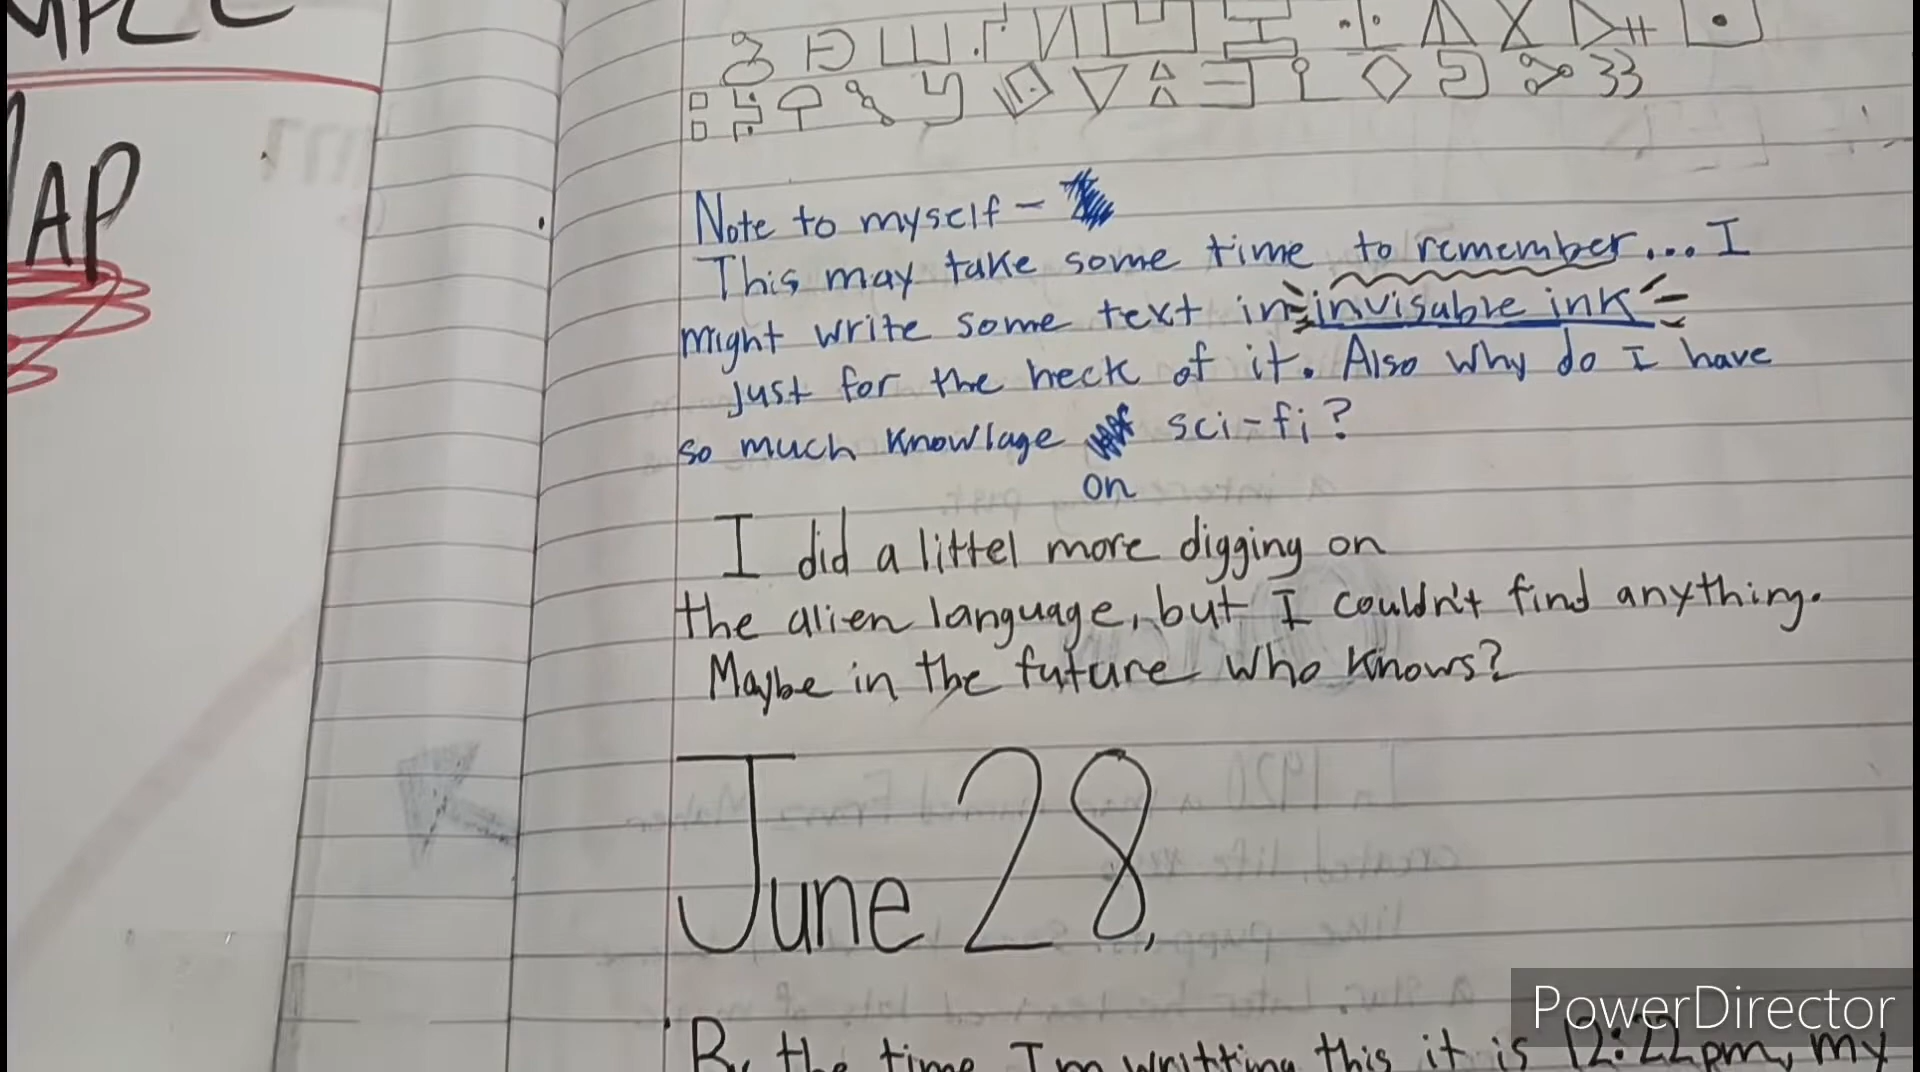 AP
Note to myself -
This may take some time to remember... I
might write some text in invisable ink
just for the heck of it. Also why do I have
so much Knowlage on sci-fi?
I did a littel more digging on
the alien language, but I couldn't find anything.
Maybe in the future who knows?
June 28,
By the time I'm writting this it is 12:22pm, my
PowerDirector